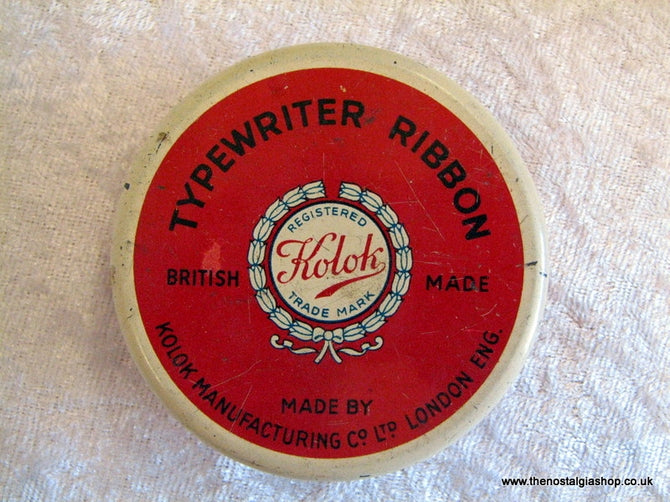 TYPEWRITER RIBBON
REGISTERED
Kolok
TRADE MARK
BRITISH MADE
MADE BY
KOLOK MANUFACTURING CO LTD LONDON ENG.
www.thenostalgiashop.co.uk